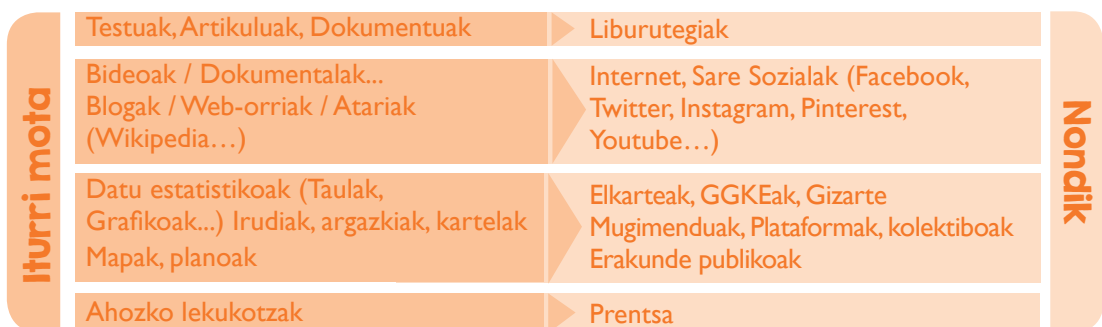 Iturri mota
Testuak, Artikuluak, Dokumentuak
Liburutegiak
Bideoak / Dokumentalak...
Blogak / Web-orriak / Atariak
(Wikipedia…)
Internet, Sare Sozialak (Facebook,
Twitter, Instagram, Pinterest,
Youtube…)
Datu estatistikoak (Taulak,
Grafikoak...) Irudiak, argazkiak, kartelak
Mapak, planoak
Elkarteak, GGKEak, Gizarte
Mugimenduak, Plataformak, kolektiboak
Erakunde publikoak
Ahozko lekukotzak
Prentsa
Nondik